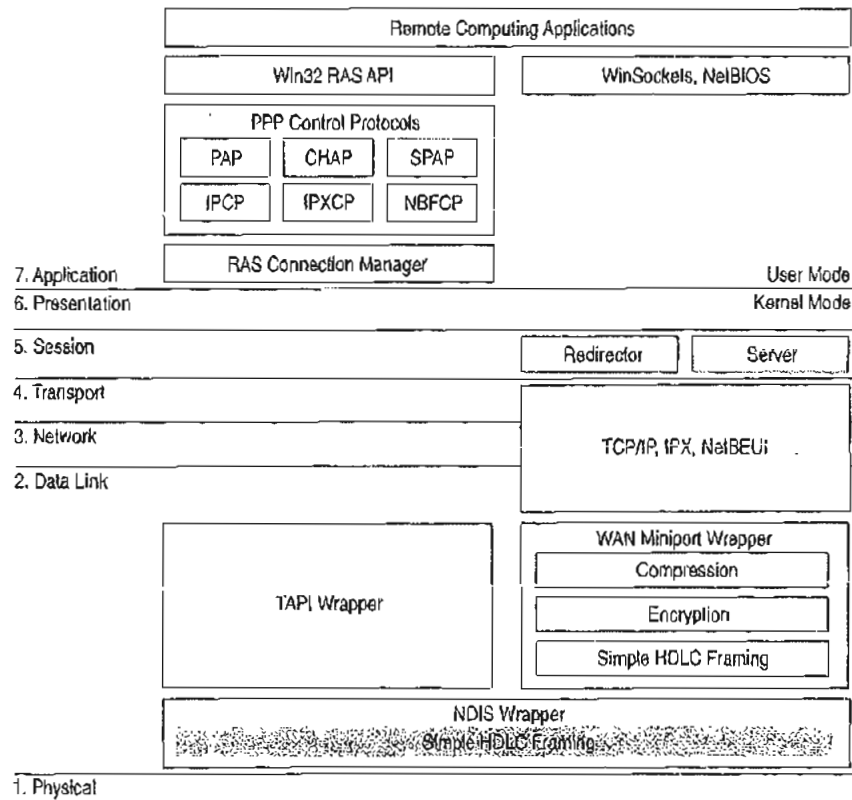 Remote Computing Applications
Win32 RAS API
WinSockels, NetBIOS
PPP Control Protocols
PAP
CHAP
SPAP
IPCP
IPXCP
NBFCP
RAS Connection Manager
7. Application
User Mode
6. Presentation
Kernel Mode
5. Session
Redirector
Server
4. Transport
3. Network
TCP/IP, IPX, NetBEUI
2. Data Link
WAN Miniport Wrapper
Compression
TAPI Wrapper
Encryption
Simple HDLC Framing
NDIS Wrapper
Simple HDLC Framing
1. Physical